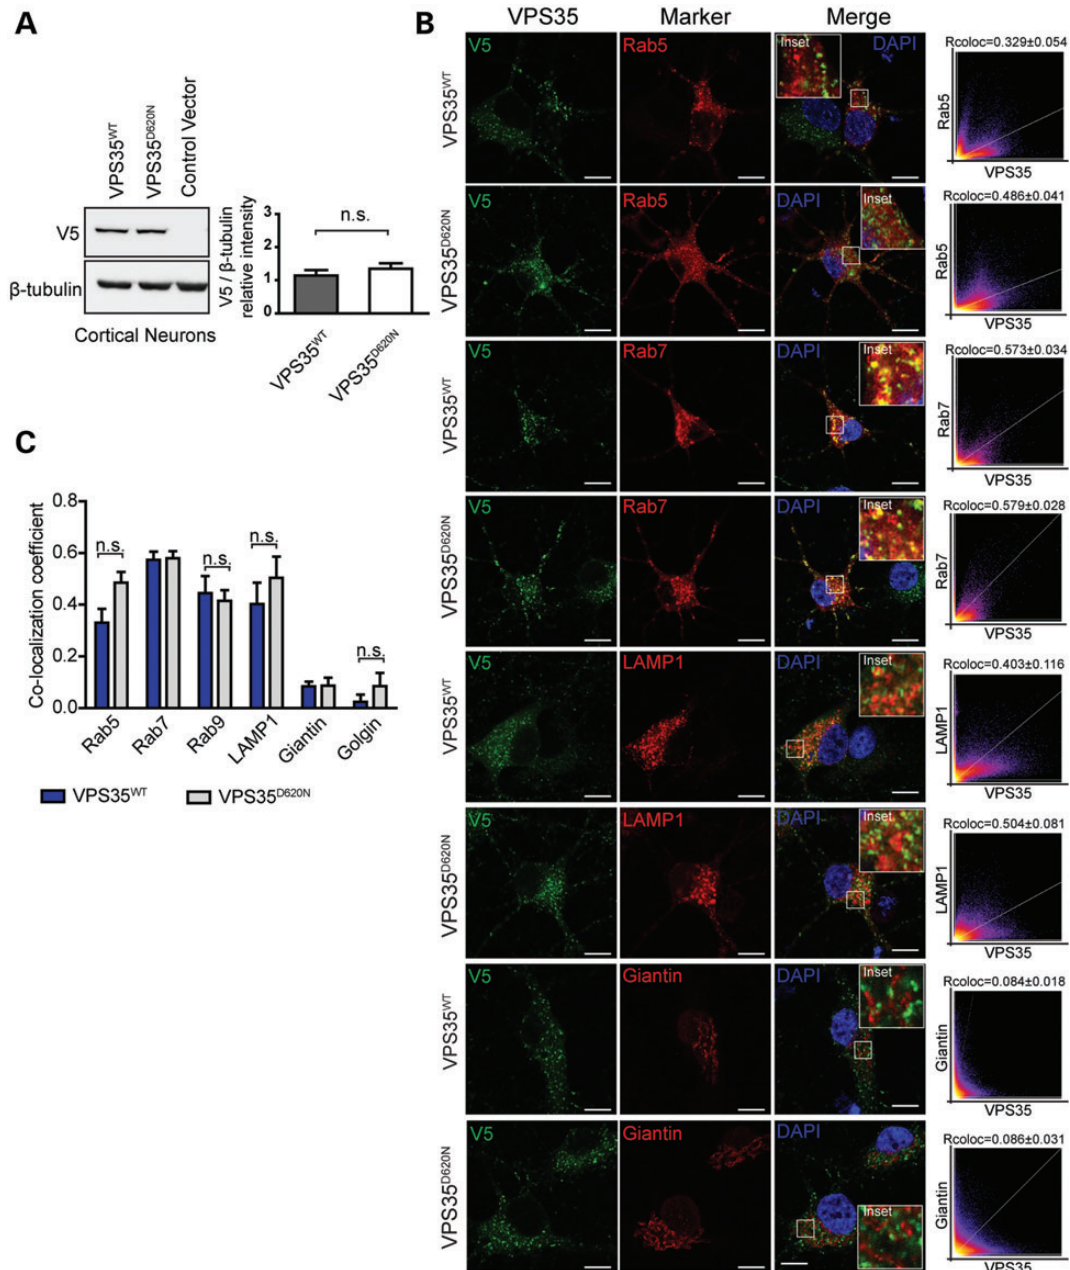 A
VPS35WT
VPS35D620N
Control Vector
V5
β-tubulin
Cortical Neurons
V5 / β-tubulin
relative intensity
3
2
1
0
n.s.
VPS35WT
VPS35D620N
B
VPS35
Marker
Merge
VPS35WT
V5
Rab5
Inset
DAPI
Rcoloc=0.329±0.054
Rab5
VPS35
VPS35D620N
V5
Rab5
DAPI
Inset
Rcoloc=0.486±0.041
Rab5
VPS35
VPS35WT
V5
Rab7
DAPI
Inset
Rcoloc=0.573±0.034
Rab7
VPS35
VPS35D620N
V5
Rab7
DAPI
Inset
Rcoloc=0.579±0.028
Rab7
VPS35
VPS35WT
V5
LAMP1
DAPI
Inset
Rcoloc=0.403±0.116
LAMP1
VPS35
VPS35D620N
V5
LAMP1
DAPI
Inset
Rcoloc=0.504±0.081
LAMP1
VPS35
VPS35WT
V5
Giantin
DAPI
Inset
Rcoloc=0.084±0.018
Giantin
VPS35
VPS35D620N
V5
Giantin
DAPI
Inset
Rcoloc=0.086±0.031
Giantin
VPS35
C
Co-localization coefficient
0.8
0.6
0.4
0.2
0.0
n.s.
n.s.
n.s.
n.s.
Rab5
Rab7
Rab9
LAMP1
Giantin
Golgin
VPS35WT
VPS35D620N